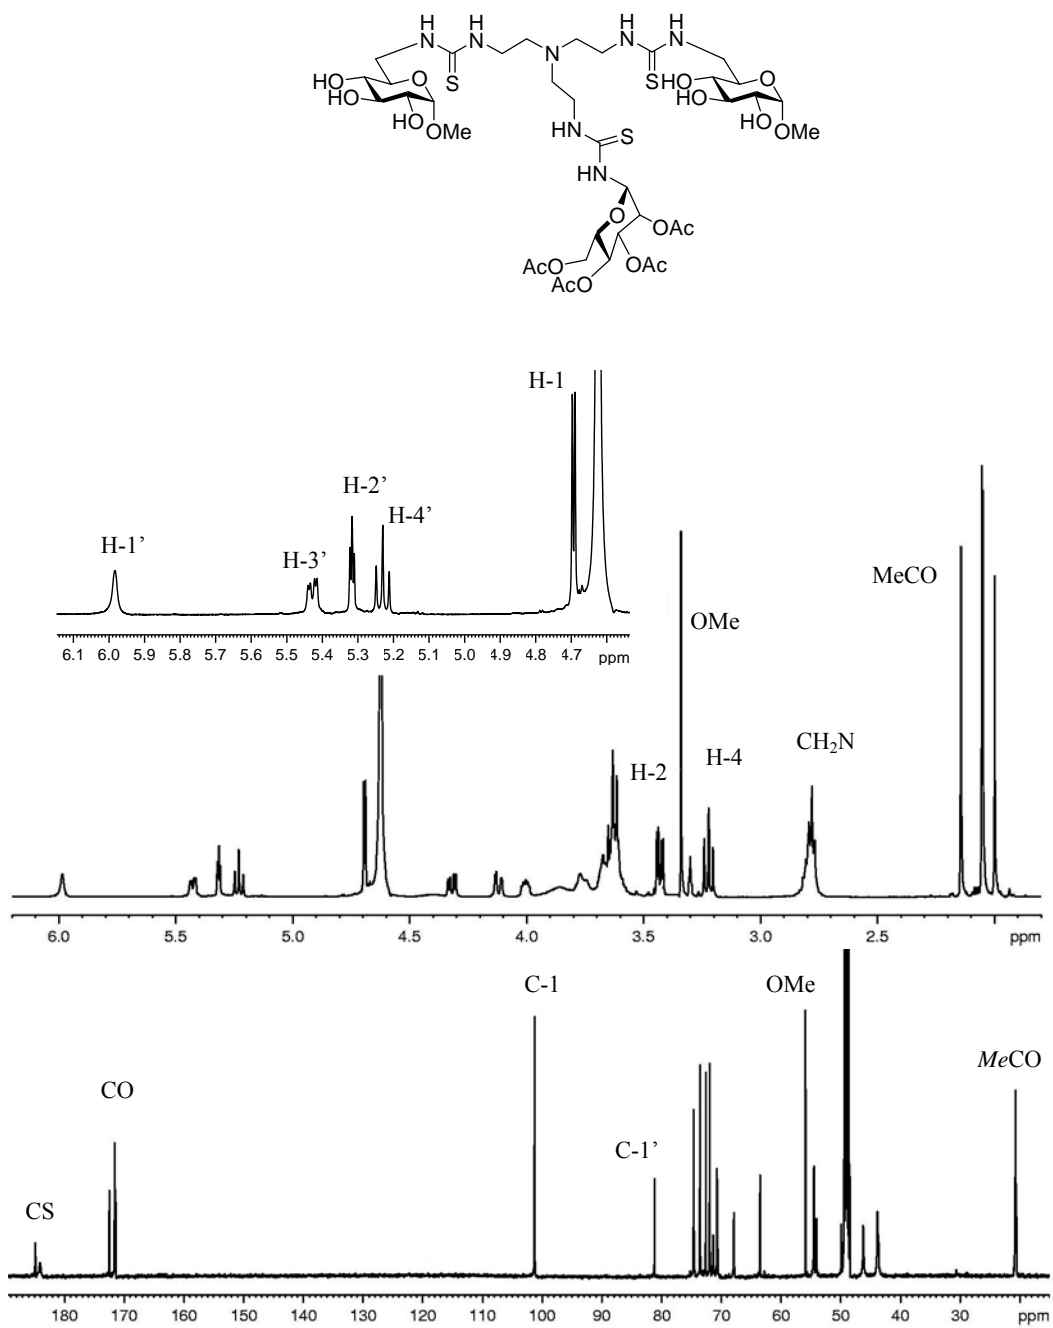 H H H H
N N N N
N
S S
HO O HO O
HO HO
HO HO
OMe OMe
HN
S
HN
O
OAc
AcO OAc
AcO
H-1
H-2’
H-4’
H-1’
H-3’
MeCO
OMe
6.1 6.0 5.9 5.8 5.7 5.6 5.5 5.4 5.3 5.2 5.1 5.0 4.9 4.8 4.7 ppm
CH2N
H-4
H-2
6.0 5.5 5.0 4.5 4.0 3.5 3.0 2.5 ppm
C-1 OMe
MeCO
CO
C-1’
CS
180 170 160 150 140 130 120 110 100 90 80 70 60 50 40 30 ppm